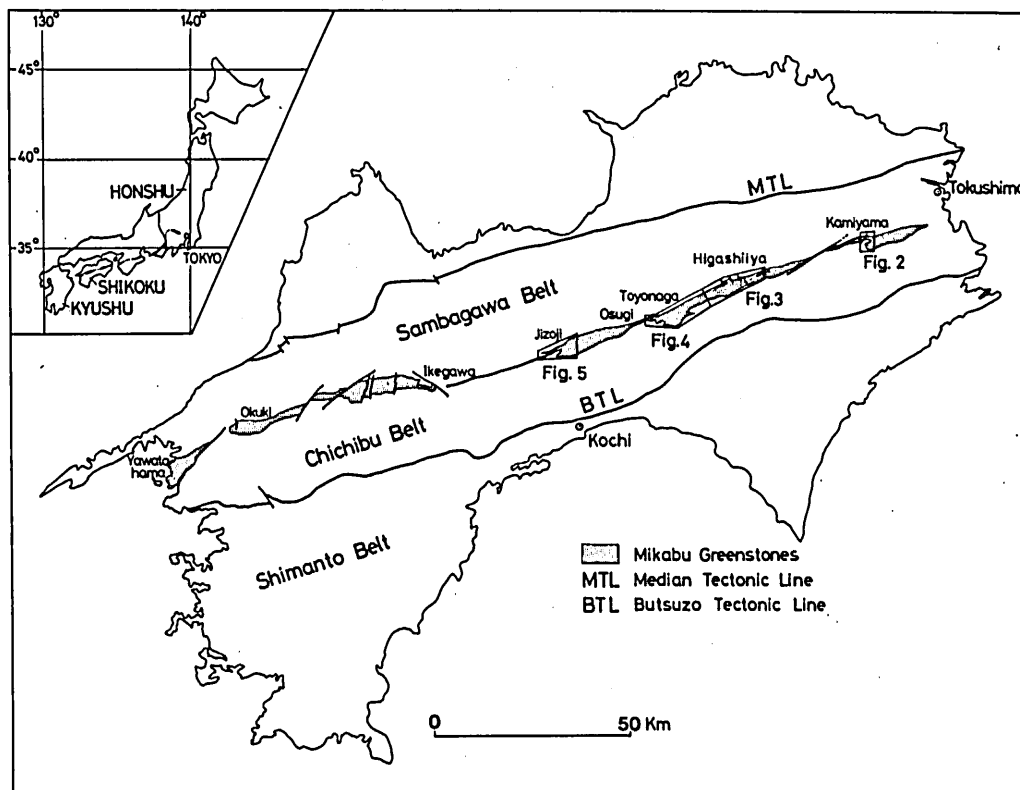 130°
140°
45°
40°
35°
HONSHU
TOKYO
SHIKOKU
KYUSHU
MTL
Tokushima
Kamiyama
Fig. 2
Higashiiya
Fig.3
Toyonaga
Sambagawa Belt
Osugi
Fig.4
Jizoji
Fig. 5
Ikegawa
BTL
Okuki
Kochi
Chichibu Belt
Yawata
hama
Shimanto Belt
Mikabu Greenstones
MTL Median Tectonic Line
BTL Butsuzo Tectonic Line
0 50 Km